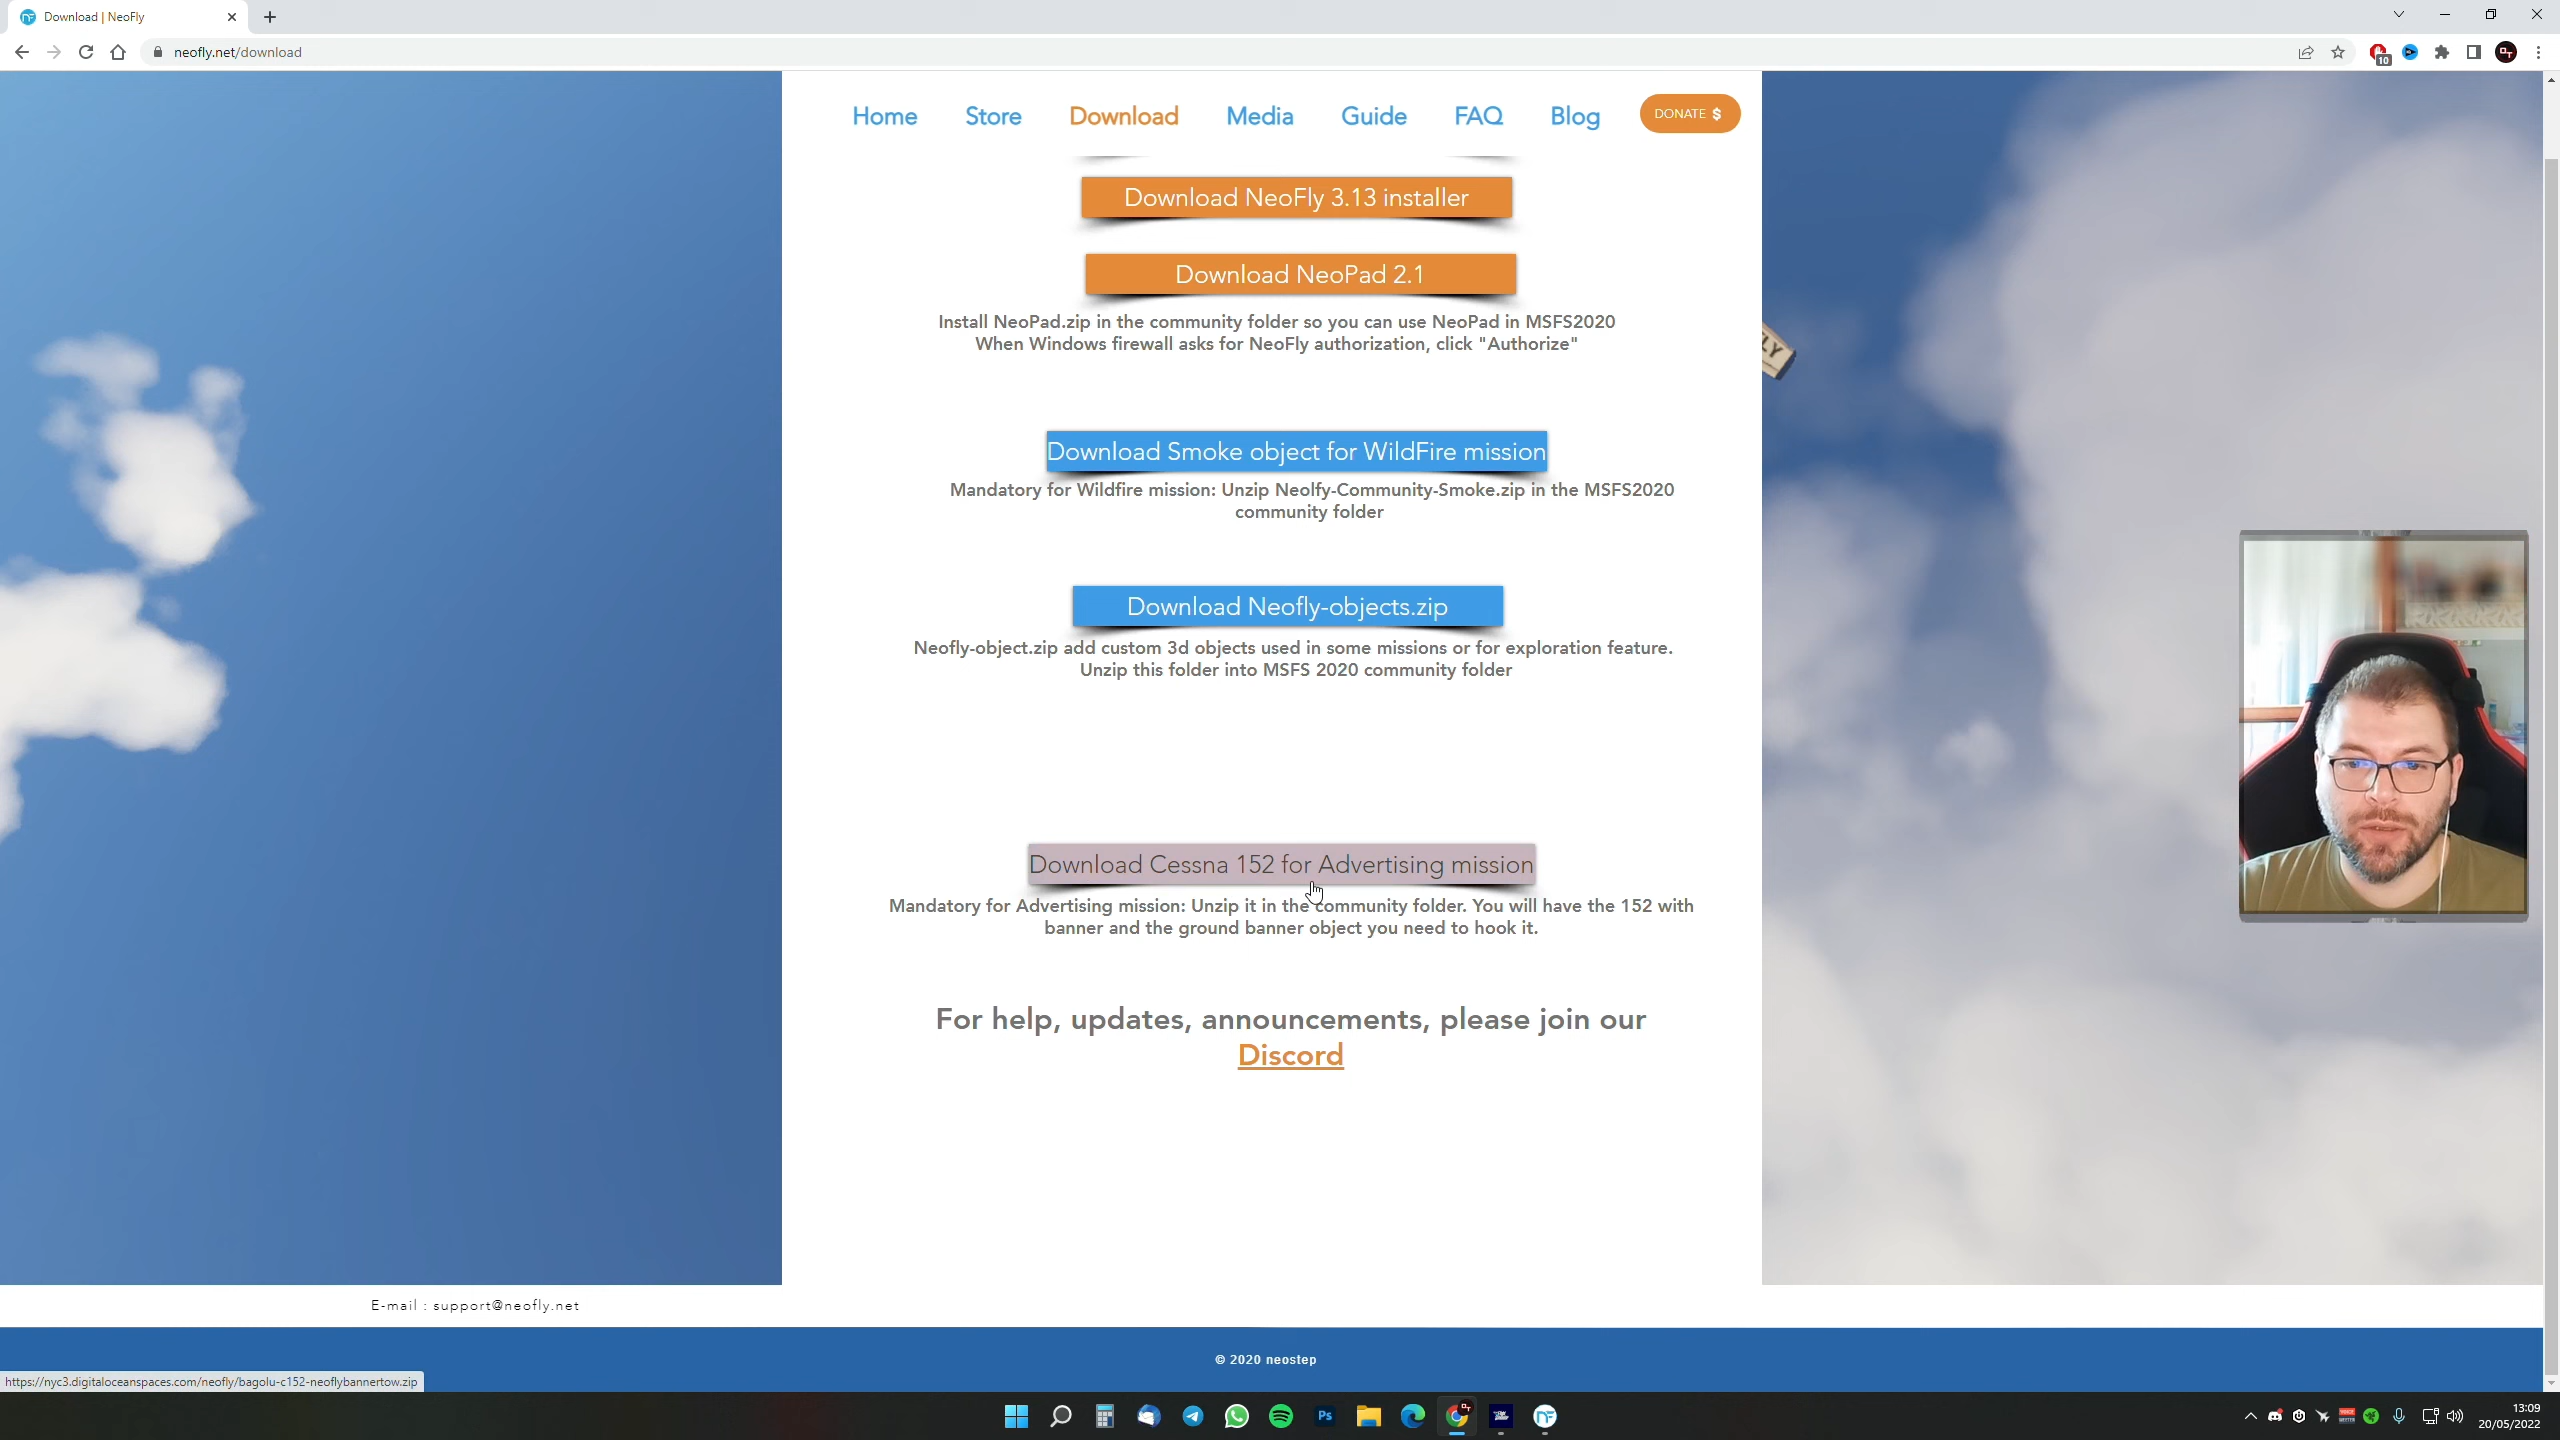 Download | NeoFly
neofly.net/download
10
Home Store Download Media Guide FAQ Blog DONATE $
Download NeoFly 3.13 installer
Download NeoPad 2.1
Install NeoPad.zip in the community folder so you can use NeoPad in MSFS2020
When Windows firewall asks for NeoFly authorization, click "Authorize"
LY
Download Smoke object for WildFire mission
Mandatory for Wildfire mission: Unzip Neolfy-Community-Smoke.zip in the MSFS2020
community folder
Download Neofly-objects.zip
Neofly-object.zip add custom 3d objects used in some missions or for exploration feature.
Unzip this folder into MSFS 2020 community folder
Download Cessna 152 for Advertising mission
Mandatory for Advertising mission: Unzip it in the community folder. You will have the 152 with
banner and the ground banner object you need to hook it.
For help, updates, announcements, please join our
Discord
E-mail : support@neofly.net
© 2020 neostep
https://nyc3.digitaloceanspaces.com/neofly/bagolu-c152-neoflybannertow.zip
Ps
13:09
20/05/2022